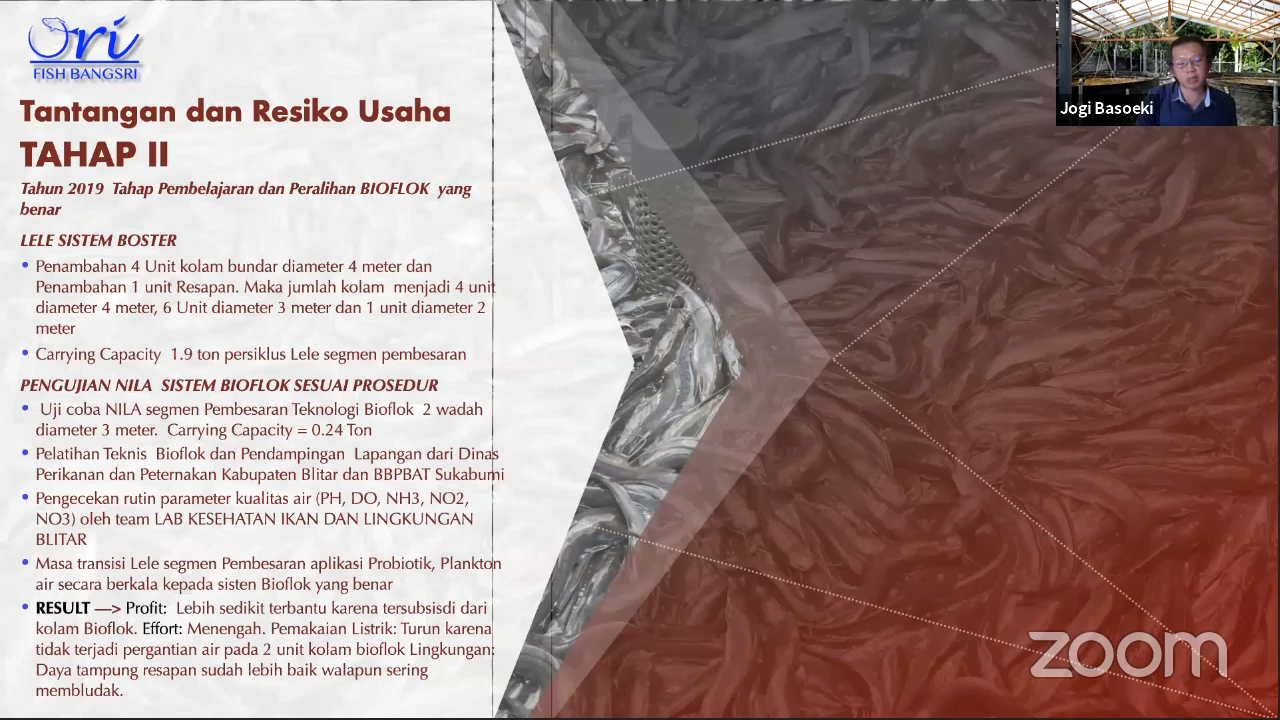 Ori
FISH BANGSRI
Tantangan dan Resiko Usaha
TAHAP II
Tahun 2019 Tahap Pembelajaran dan Peralihan BIOFLOK yang
benar
LELE SISTEM BOSTER
• Penambahan 4 Unit kolam bundar diameter 4 meter dan
Penambahan 1 unit Resapan. Maka jumlah kolam menjadi 4 unit
diameter 4 meter, 6 Unit diameter 3 meter dan 1 unit diameter 2
meter
• Carrying Capacity 1.9 ton persiklus Lele segmen pembesaran
PENGUJIAN NILA SISTEM BIOFLOK SESUAI PROSEDUR
• Uji coba NILA segmen Pembesaran Teknologi Bioflok 2 wadah
diameter 3 meter. Carrying Capacity = 0.24 Ton
• Pelatihan Teknis Bioflok dan Pendampingan Lapangan dari Dinas
Perikanan dan Peternakan Kabupaten Blitar dan BBPBAT Sukabumi
• Pengecekan rutin parameter kualitas air (PH, DO, NH3, NO2,
NO3) oleh team LAB KESEHATAN IKAN DAN LINGKUNGAN
BLITAR
• Masa transisi Lele segmen Pembesaran aplikasi Probiotik, Plankton
air secara berkala kepada sisten Bioflok yang benar
• RESULT —> Profit: Lebih sedikit terbantu karena tersubsisdi dari
kolam Bioflok. Effort: Menengah. Pemakaian Listrik: Turun karena
tidak terjadi pergantian air pada 2 unit kolam bioflok Lingkungan:
Daya tampung resapan sudah lebih baik walapun sering
membludak.
Jogi Basoeki
zoom